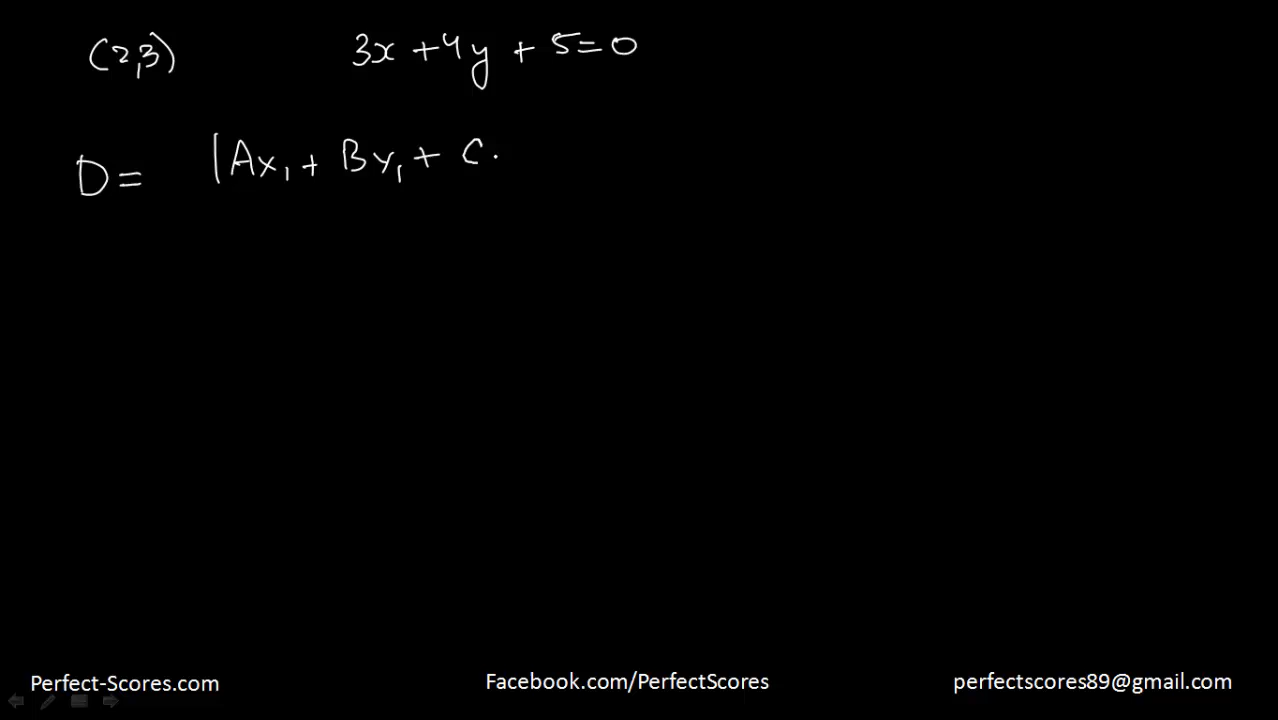 (2,3) 3x + 4y + 5 = 0
D = |Ax₁ + By₁ + C.
Perfect-Scores.com Facebook.com/PerfectScores perfectscores89@gmail.com